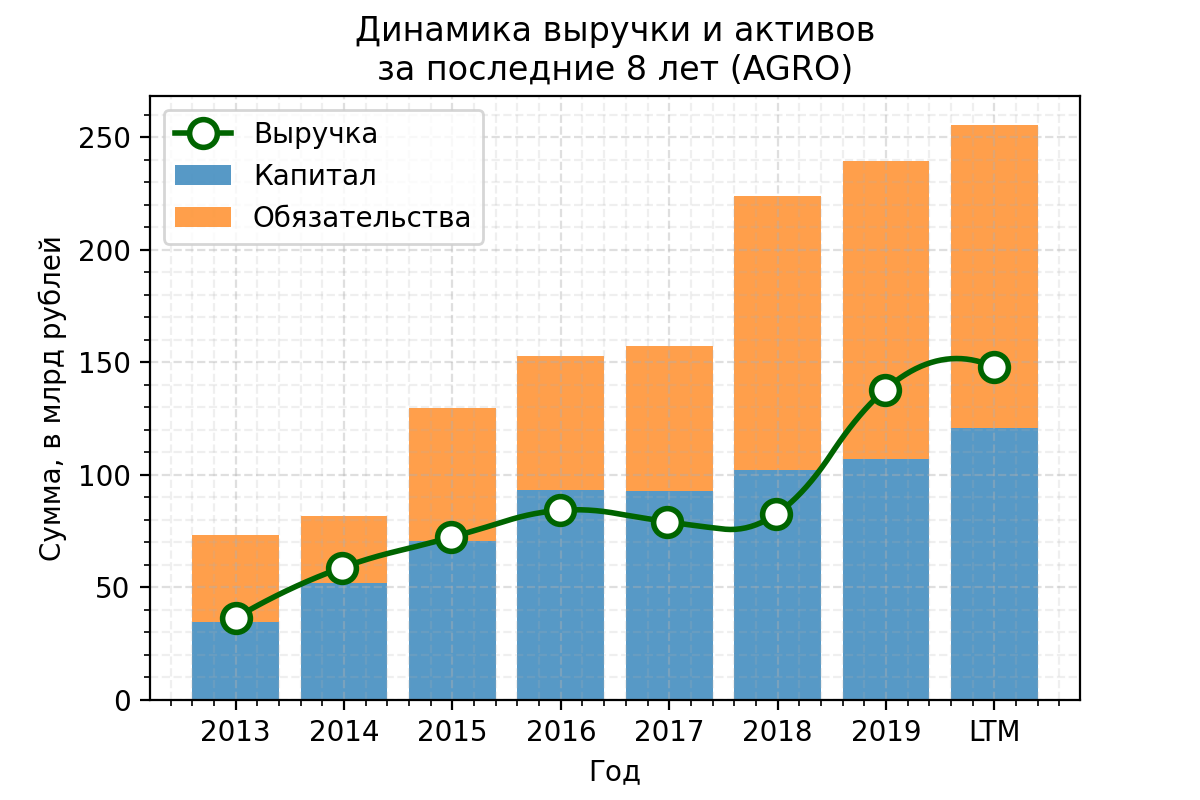 Динамика выручки и активов
за последние 8 лет (AGRO)
Выручка
Капитал
Обязательства
Сумма, в млрд рублей
250
200
150
100
50
0
2013 2014 2015 2016 2017 2018 2019 LTM
Год